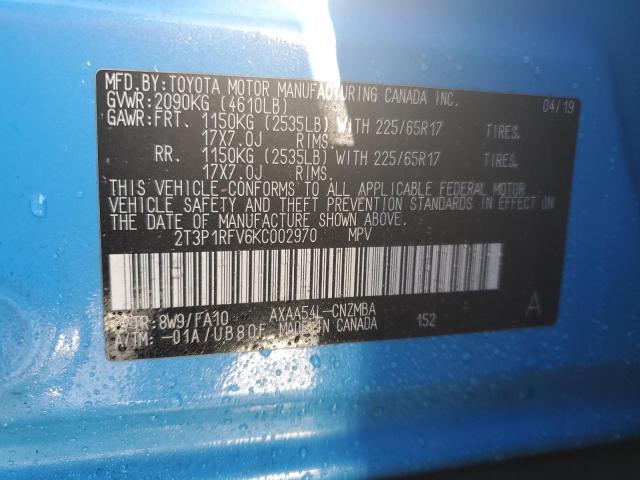 MFD. BY: TOYOTA MOTOR MANUFACTURING CANADA INC. 04/19
GVWR: 2090KG (4610LB)
GAWR: FRT. 1150KG (2535LB) WITH 225/65R17 TIRES,
17X7.0J RIMS.
RR. 1150KG (2535LB) WITH 225/65R17 TIRES,
17X7.0J RIMS.
THIS VEHICLE CONFORMS TO ALL APPLICABLE FEDERAL MOTOR
VEHICLE SAFETY AND THEFT PREVENTION STANDARDS IN EFFECT ON
THE DATE OF MANUFACTURE SHOWN ABOVE.
2T3P1RFV6KC002970 MPV
C/TR: 8W9/FA10 AXAA54L-CNZMBA 152 A
A/TM: -01A/UB80F MADE IN CANADA